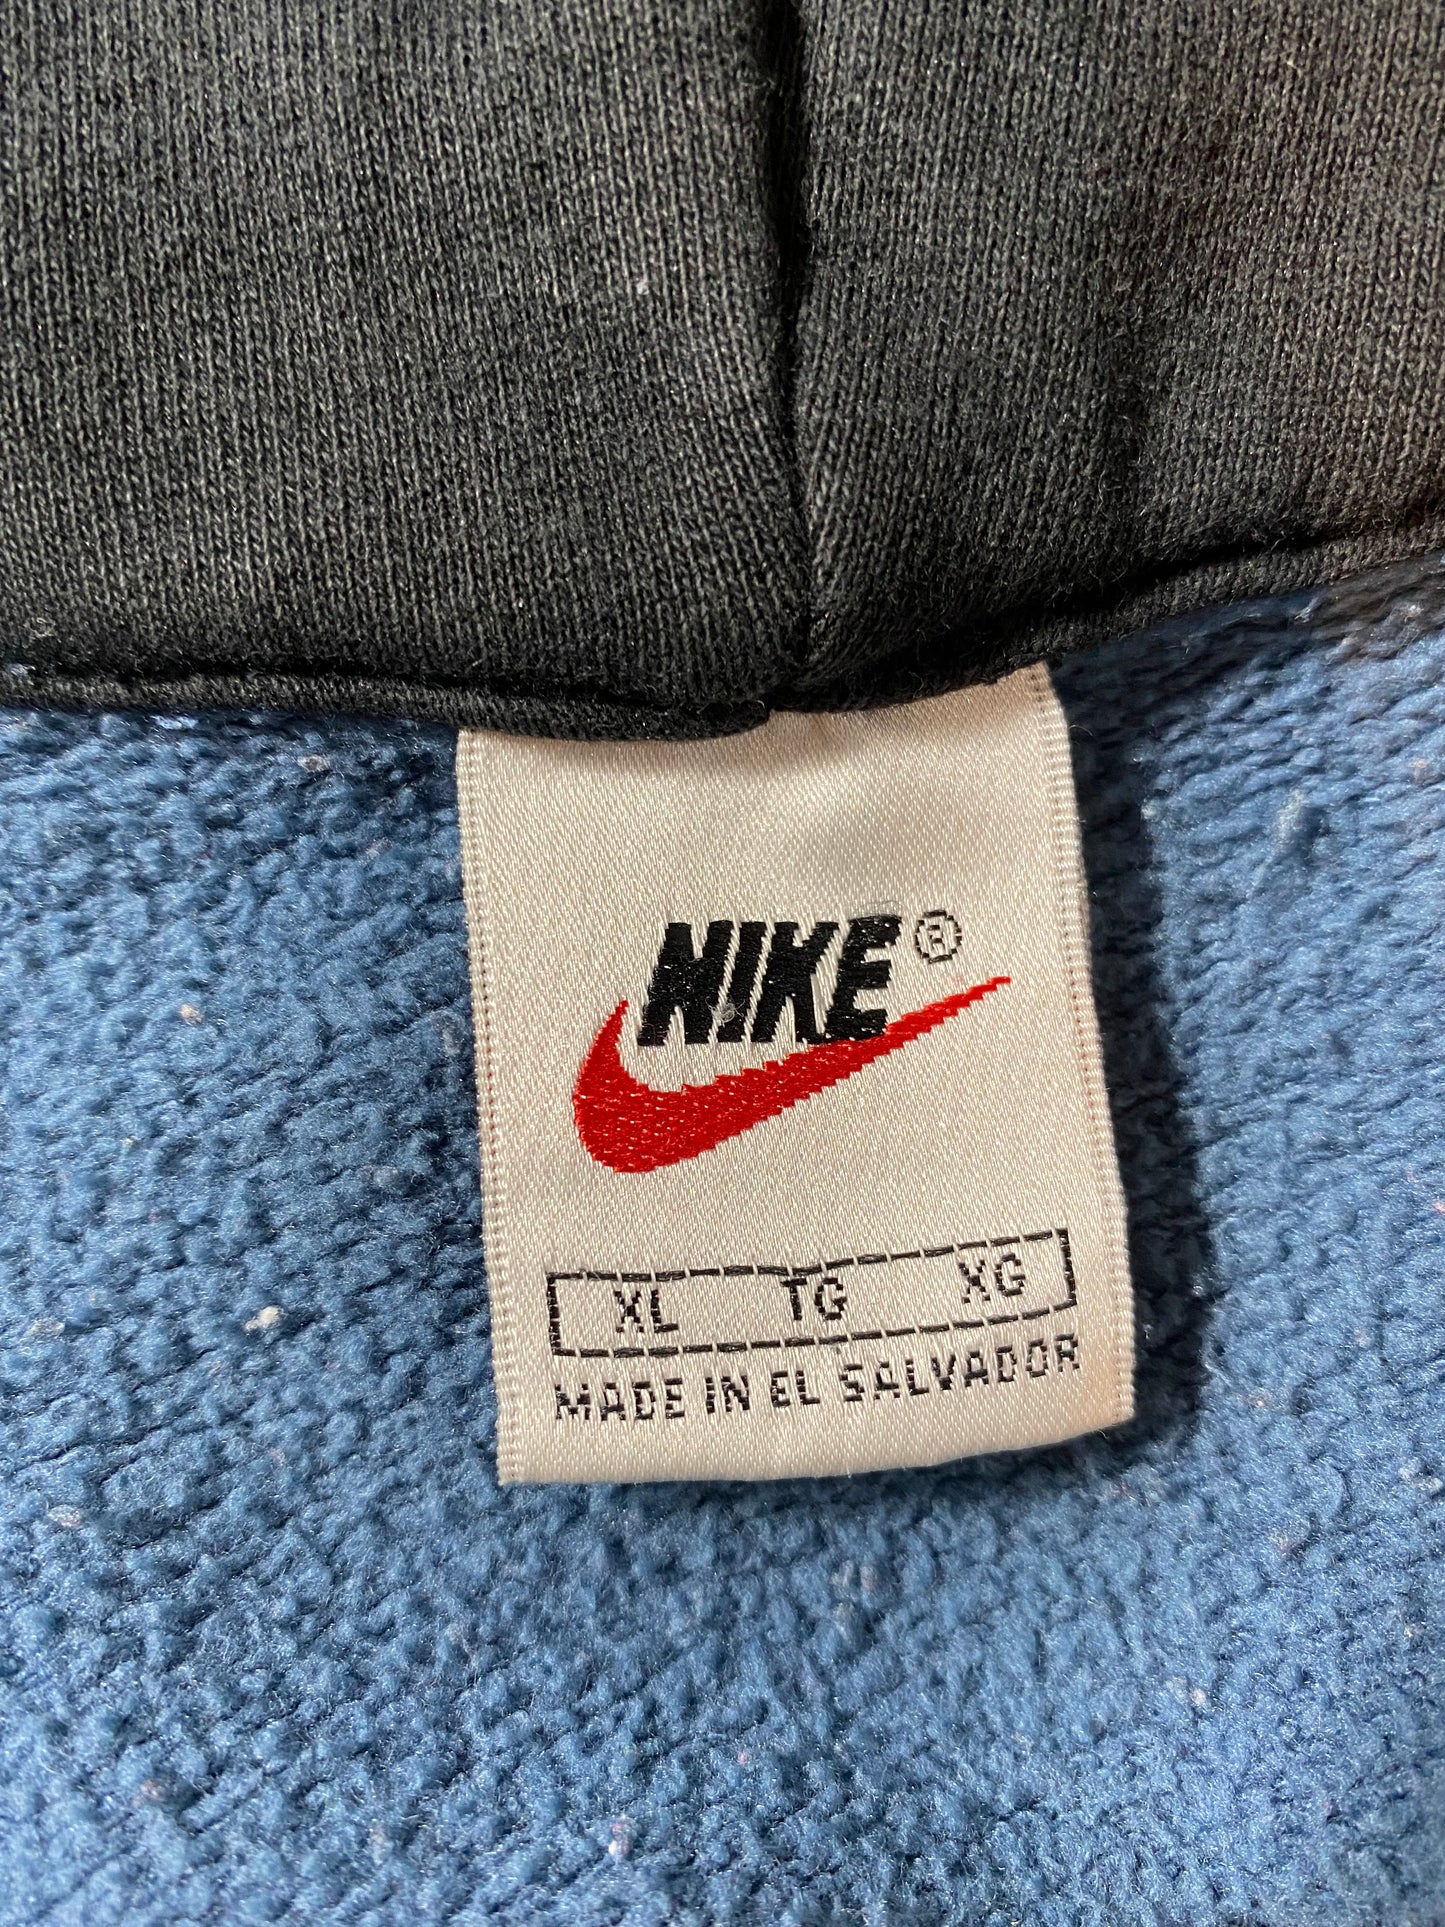 NIKE®
XL TG XG
MADE IN EL SALVADOR